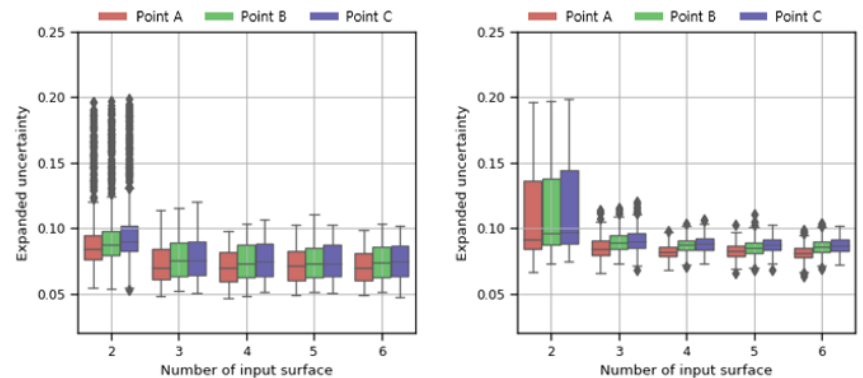 Point A Point B Point C
0.25
0.20
0.15
0.10
0.05
Expanded uncertainty
2 3 4 5 6
Number of input surface
Point A Point B Point C
0.25
0.20
0.15
0.10
0.05
Expanded uncertainty
2 3 4 5 6
Number of input surface